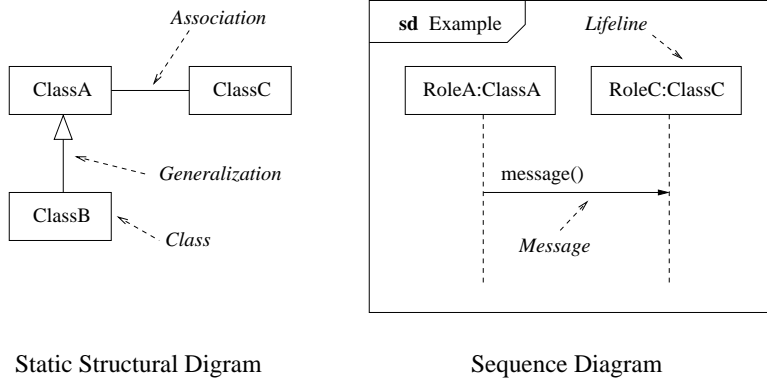 Association
ClassA
ClassC
Generalization
ClassB
Class
Static Structural Digram
sd Example
Lifeline
RoleA:ClassA
RoleC:ClassC
message()
Message
Sequence Diagram